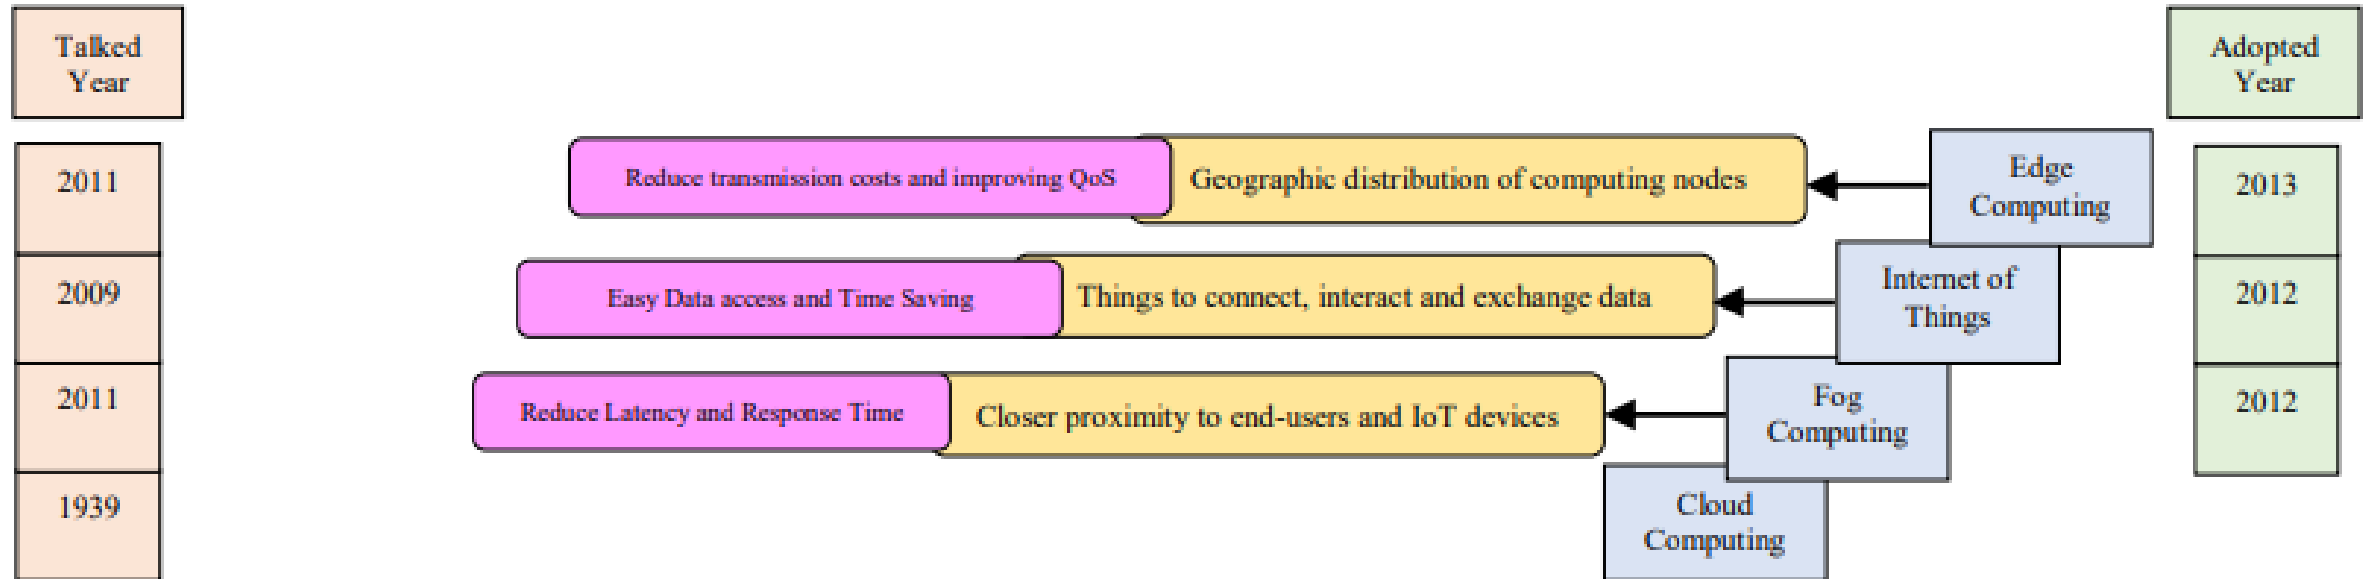 Talked
Year
Adopted
Year
2011
Reduce transmission costs and improving QoS
Geographic distribution of computing nodes
Edge
Computing
2013
2009
Easy Data access and Time Saving
Things to connect, interact and exchange data
Internet of
Things
2012
2011
Reduce Latency and Response Time
Closer proximity to end-users and IoT devices
Fog
Computing
2012
1939
Cloud
Computing